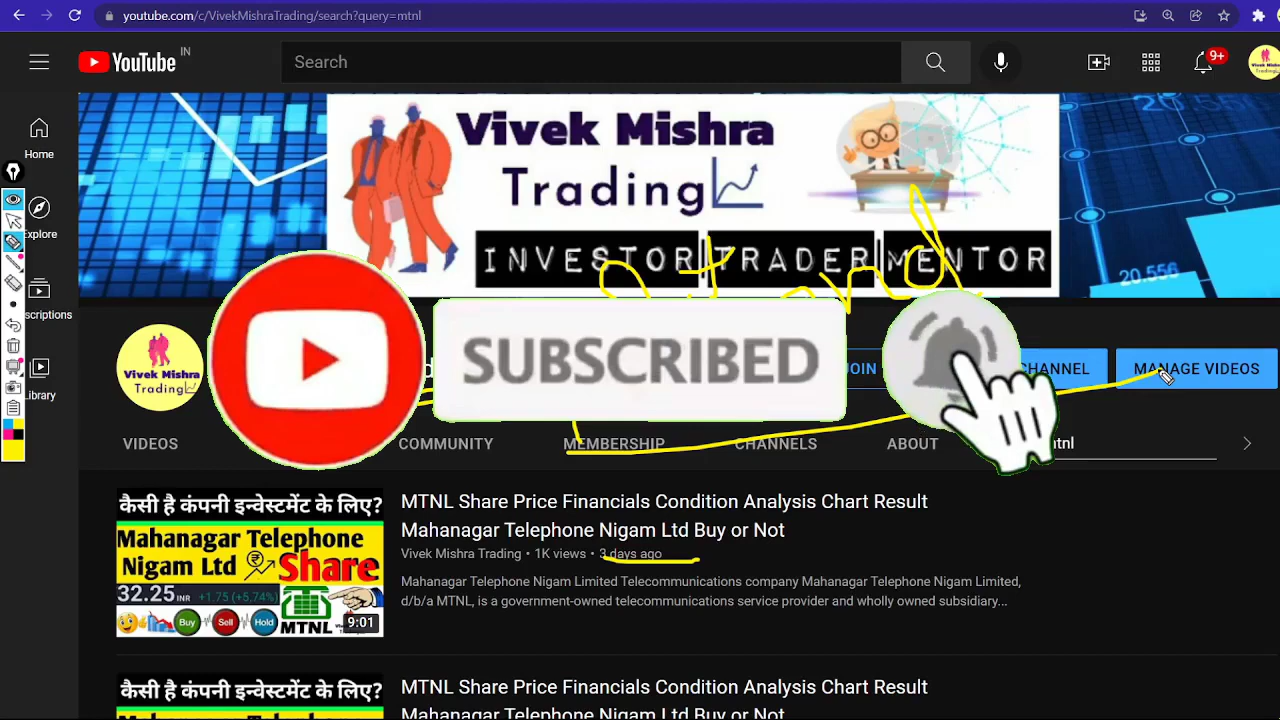 youtube.com/c/VivekMishraTrading/search?query=mtnl
YouTube IN
Search
9+
Vivek Mishra
Trading
INVESTOR|TRADER|MENTOR
20.556
Home
Library
Vivek Mishra
Trading
SUBSCRIBED
JOIN
CHANNEL
MANAGE VIDEOS
VIDEOS
COMMUNITY
MEMBERSHIP
CHANNELS
ABOUT
कैसी है कंपनी इन्वेस्टमेंट के लिए?
Mahanagar Telephone
Nigam Ltd Share
32.25 INR +1.75 (+5.74%)
Buy Sell Hold MTNL 9:01
MTNL Share Price Financials Condition Analysis Chart Result
Mahanagar Telephone Nigam Ltd Buy or Not
Vivek Mishra Trading • 1K views • 3 days ago
Mahanagar Telephone Nigam Limited Telecommunications company Mahanagar Telephone Nigam Limited,
d/b/a MTNL, is a government-owned telecommunications service provider and wholly owned subsidiary...
कैसी है कंपनी इन्वेस्टमेंट के लिए?
MTNL Share Price Financials Condition Analysis Chart Result
Mahanagar Telephone Nigam Ltd Buy or Not